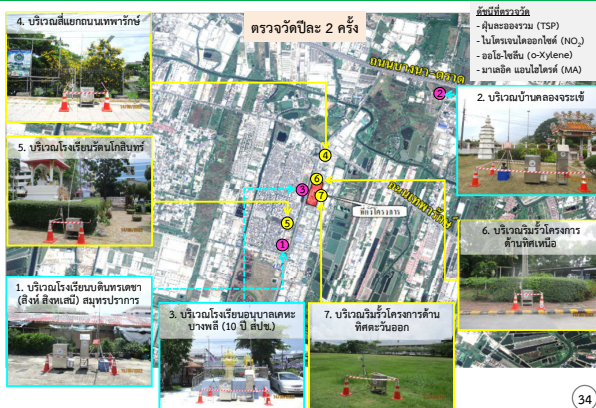 4. บริเวณสี่แยกถนนเทพารักษ์
ตรวจวัดปีละ 2 ครั้ง
ดัชนีที่ตรวจวัด
- ฝุ่นละอองรวม (TSP)
- ไนโตรเจนไดออกไซด์ (NO2)
- ออโธ-ไซลีน (o-Xylene)
- มาเลอิค แอนไฮไดรด์ (MA)
ถนนบางนา-ตราด
2
2. บริเวณบ้านคลองจระเข้
5. บริเวณโรงเรียนรัตนโกสินทร์
4
6
3
7
ถนนเทพารักษ์
ที่ตั้งโครงการ
5
1
6. บริเวณริมรั้วโครงการ
ด้านทิศเหนือ
1. บริเวณโรงเรียนบดินทรเดชา
(สิงห์ สิงหเสนี) สมุทรปราการ
3. บริเวณโรงเรียนอนุบาลเคหะ
บางพลี (10 ปี สปช.)
7. บริเวณริมรั้วโครงการด้าน
ทิศตะวันออก
34